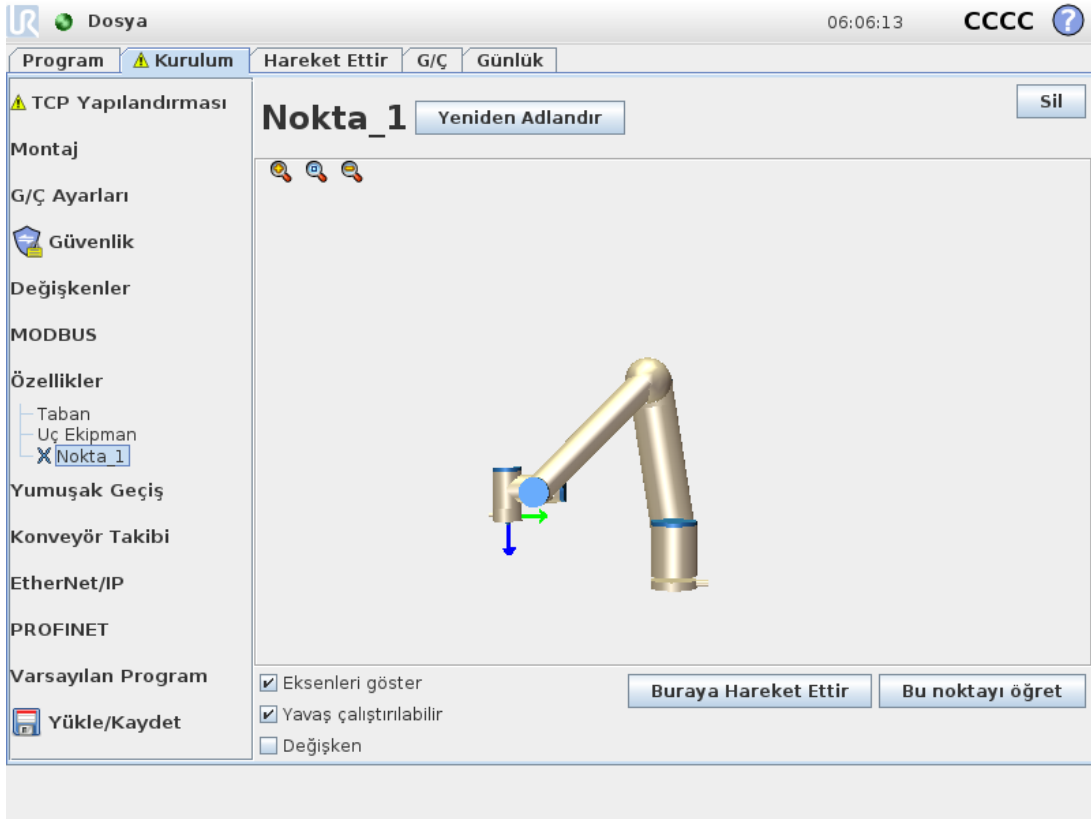 UR Dosya 06:06:13 CCCC ?
Program Kurulum Hareket Ettir G/Ç Günlük
TCP Yapılandırması
Montaj
G/Ç Ayarları
Güvenlik
Değişkenler
MODBUS
Özellikler
Taban
Uç Ekipman
Nokta_1
Yumuşak Geçiş
Konveyör Takibi
EtherNet/IP
PROFINET
Varsayılan Program
Yükle/Kaydet
Nokta_1 Yeniden Adlandır Sil
Eksenleri göster
Yavaş çalıştırılabilir
Değişken
Buraya Hareket Ettir Bu noktayı öğret